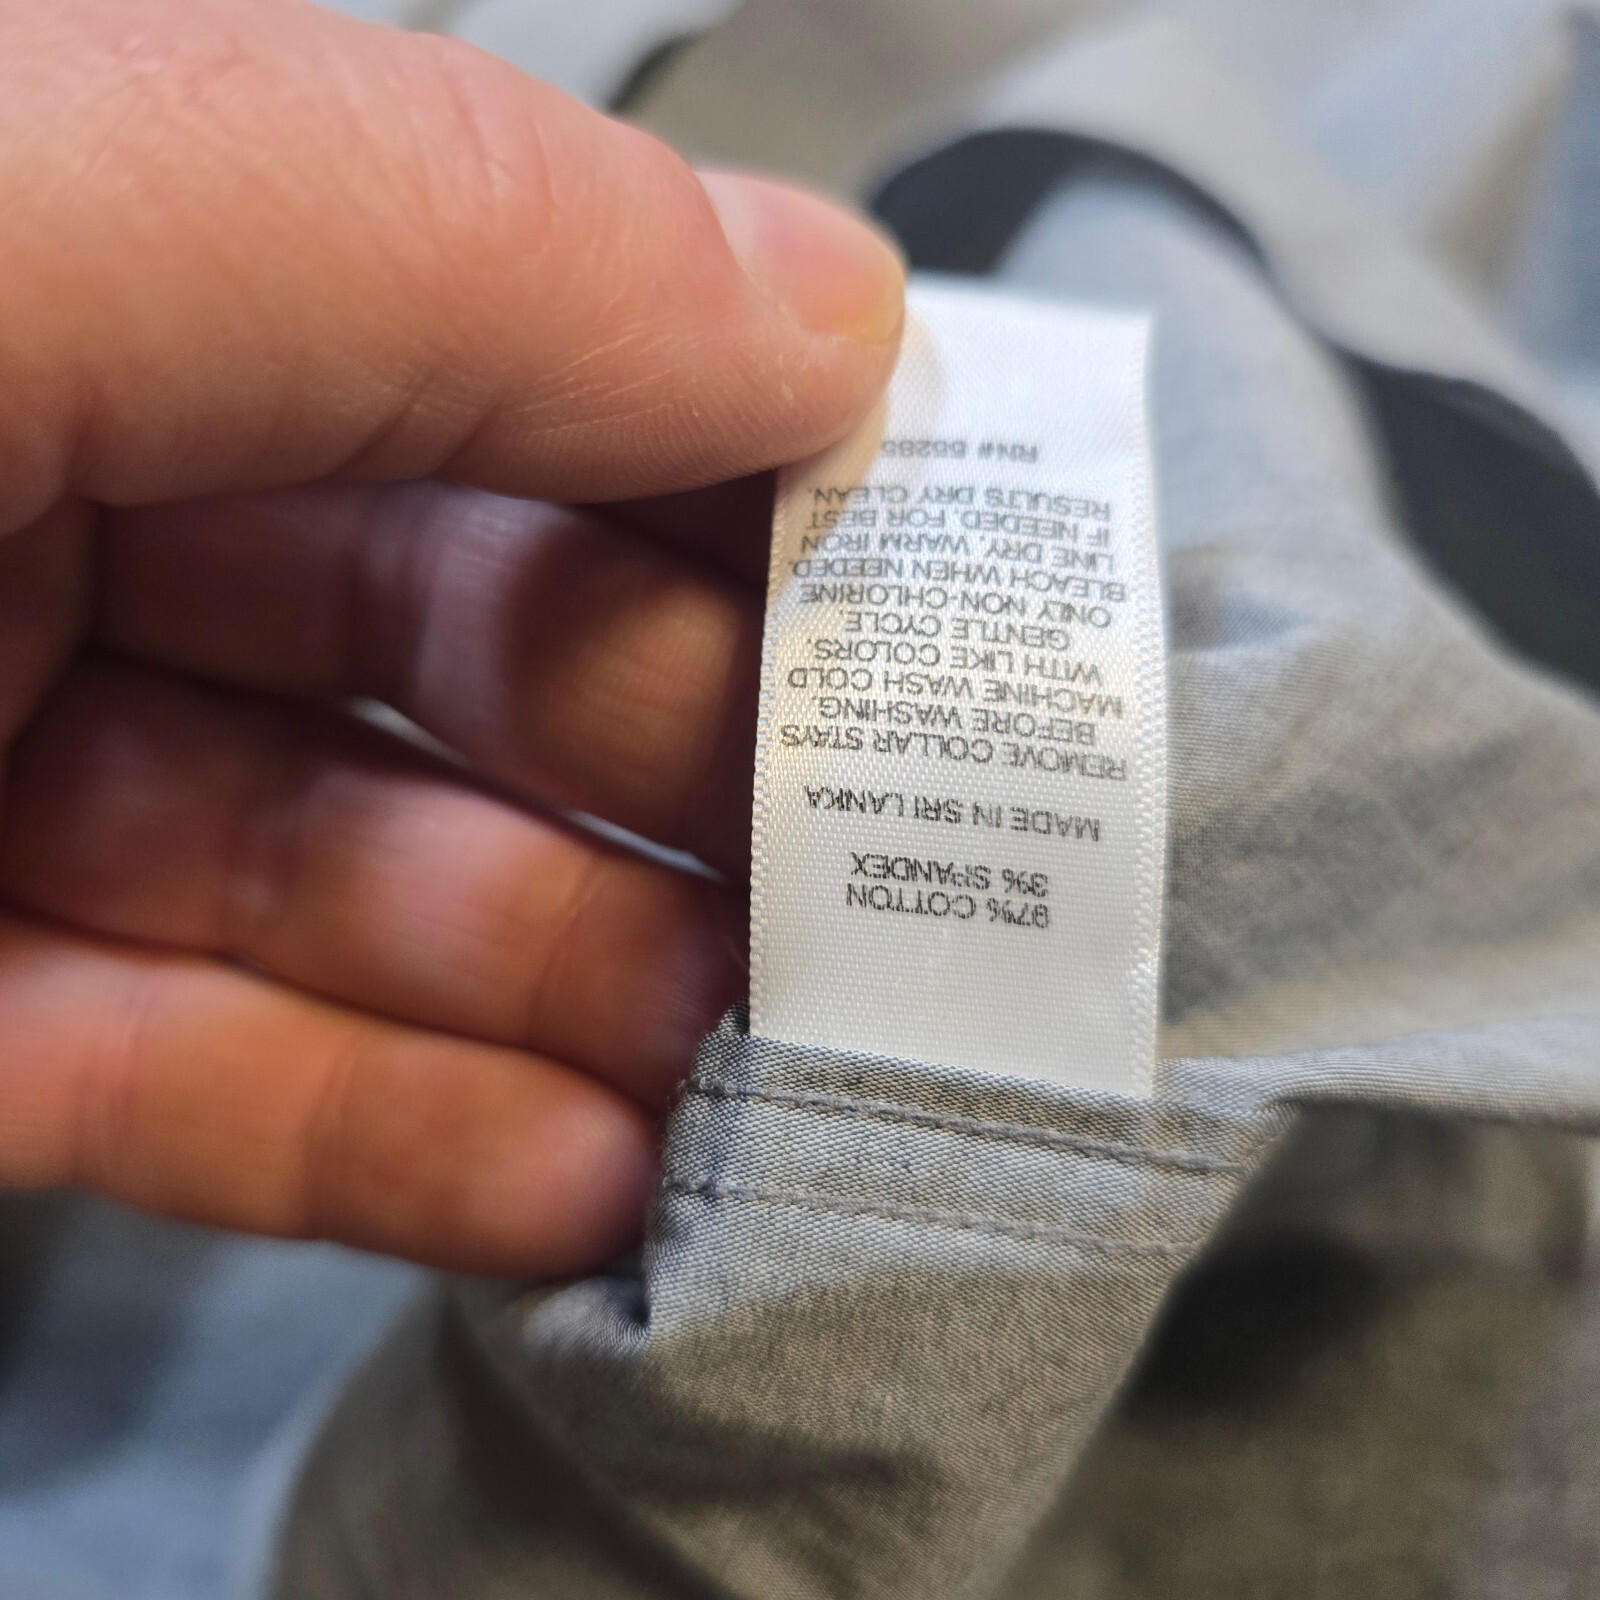 97% COTTON
3% SPANDEX
MADE IN SRI LANKA
REMOVE COLLAR STAYS
BEFORE WASHING.
MACHINE WASH COLD
WITH LIKE COLORS.
GENTLE CYCLE
ONLY NON-CHLORINE
BLEACH WHEN NEEDED.
LINE DRY, WARM IRON
IF NEEDED. FOR BEST
RESULTS DRY CLEAN.
RN# 55285